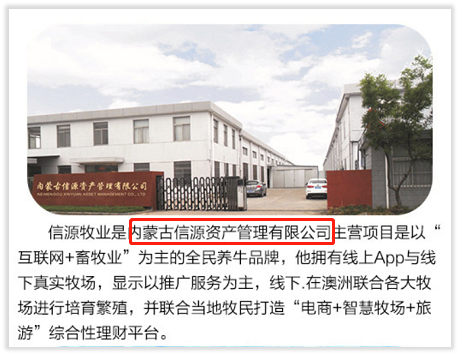 内蒙古信源资产管理有限公司
信源牧业是内蒙古信源资产管理有限公司主营项目是以“
互联网+畜牧业”为主的全民养牛品牌，他拥有线上App与线
下真实牧场，显示以推广服务为主，线下.在澳洲联合各大牧
场进行培育繁殖，并联合当地牧民打造“电商+智慧牧场+旅
游”综合性理财平台。